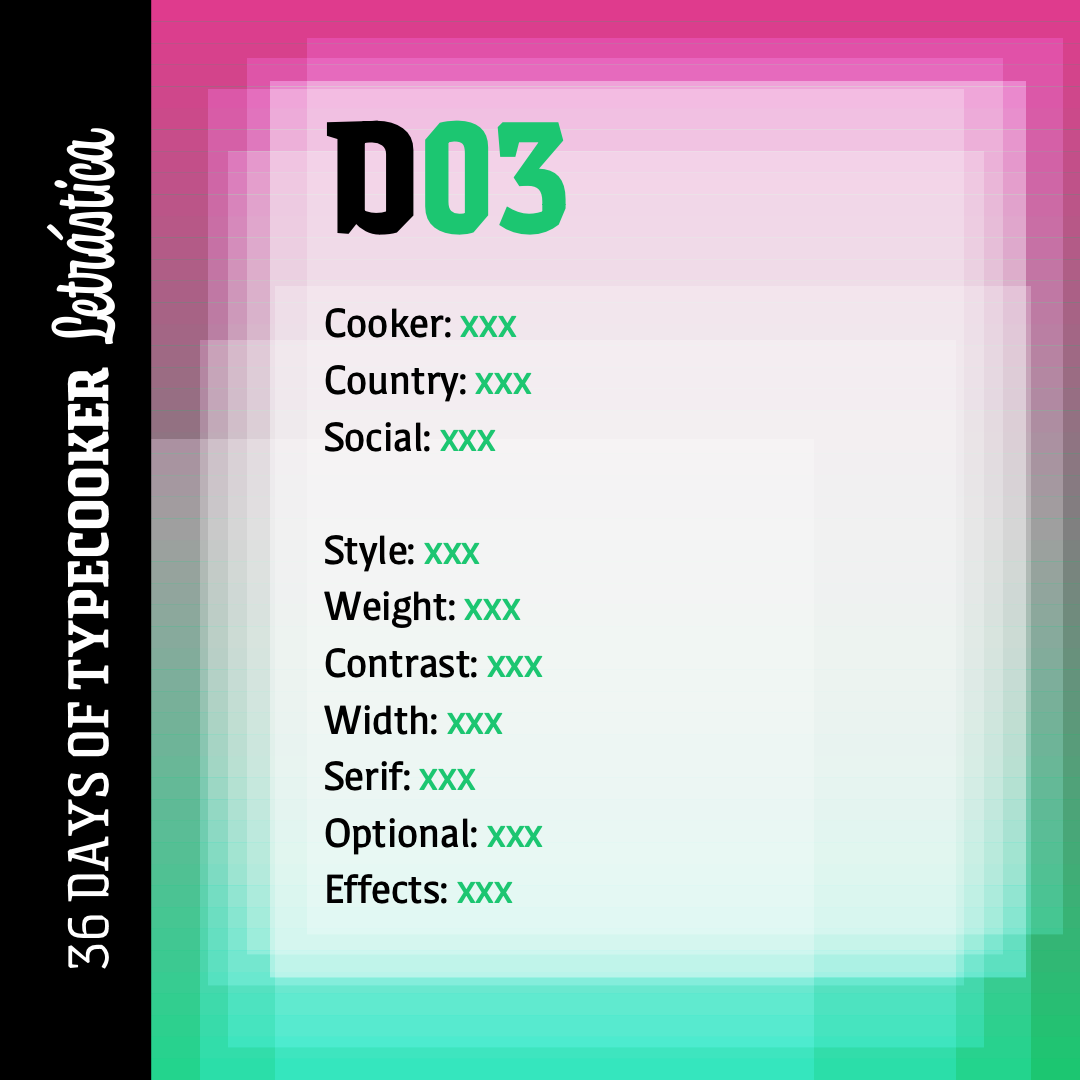 36 DAYS OF TYPECOOKER Letrástica
D03
Cooker: xxx
Country: xxx
Social: xxx
Style: xxx
Weight: xxx
Contrast: xxx
Width: xxx
Serif: xxx
Optional: xxx
Effects: xxx